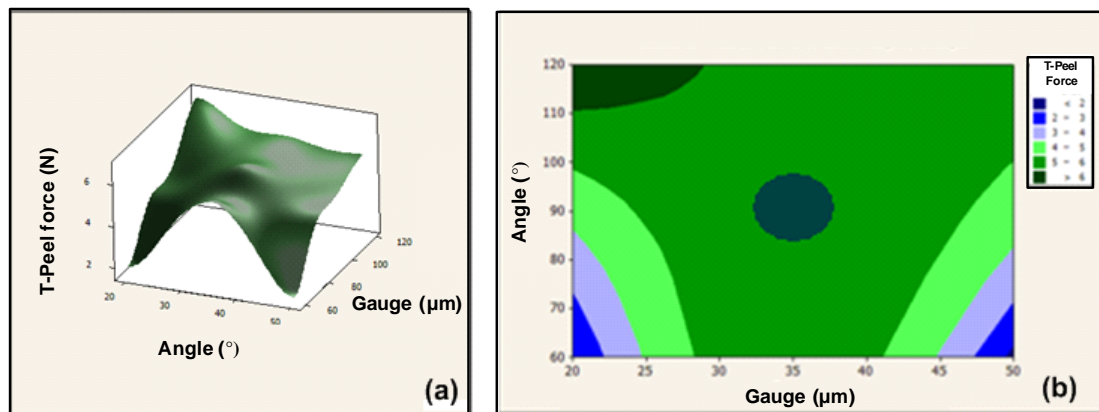 T-Peel force (N)
6
4
2
20
30
40
50
60
80
100
120
Gauge (µm)
Angle (°)
(a)
120
110
100
90
80
70
60
20
25
30
35
40
45
50
Angle (°)
Gauge (µm)
T-Peel
Force
< 2
2 – 3
3 – 4
4 – 5
5 – 6
> 6
(b)